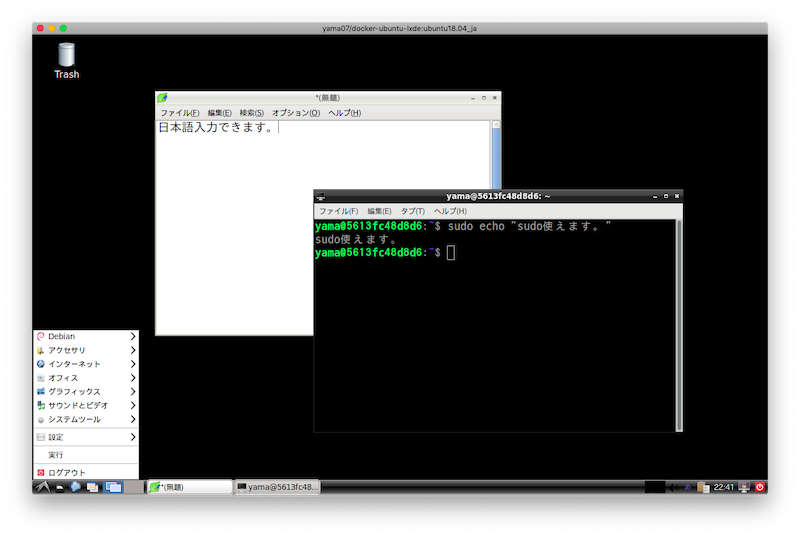 yama07/docker-ubuntu-lxde:ubuntu18.04_ja
Trash
*(無題)
ファイル(F) 編集(E) 検索(S) オプション(O) ヘルプ(H)
日本語入力できます。
yama@5613fc48d8d6: ~
ファイル(F) 編集(E) タブ(T) ヘルプ(H)
yama@5613fc48d8d6:~$ sudo echo "sudo使えます。"
sudo使えます。
yama@5613fc48d8d6:~$
Debian
アクセサリ
インターネット
オフィス
グラフィックス
サウンドとビデオ
システムツール
設定
実行
ログアウト
*(無題)
yama@5613fc48...
22:41